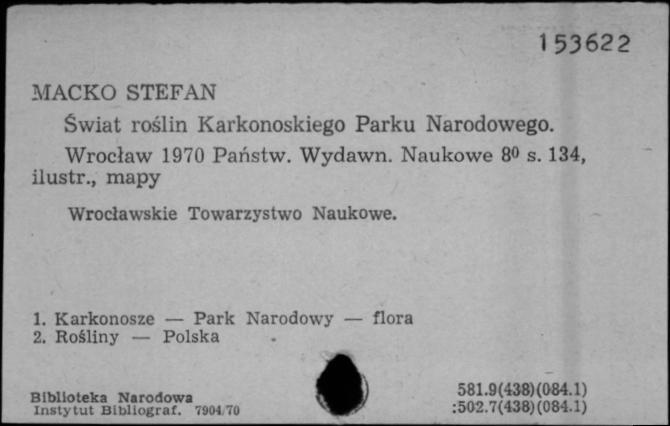 153622
MACKO STEFAN
Świat roślin Karkonoskiego Parku Narodowego.
Wrocław 1970 Państw. Wydawn. Naukowe 8⁰ s. 134,
ilustr., mapy
Wrocławskie Towarzystwo Naukowe.
1. Karkonosze — Park Narodowy — flora
2. Rośliny — Polska
Biblioteka Narodowa
Instytut Bibliograf. 7904/70
581.9(438)(084.1)
:502.7(438)(084.1)